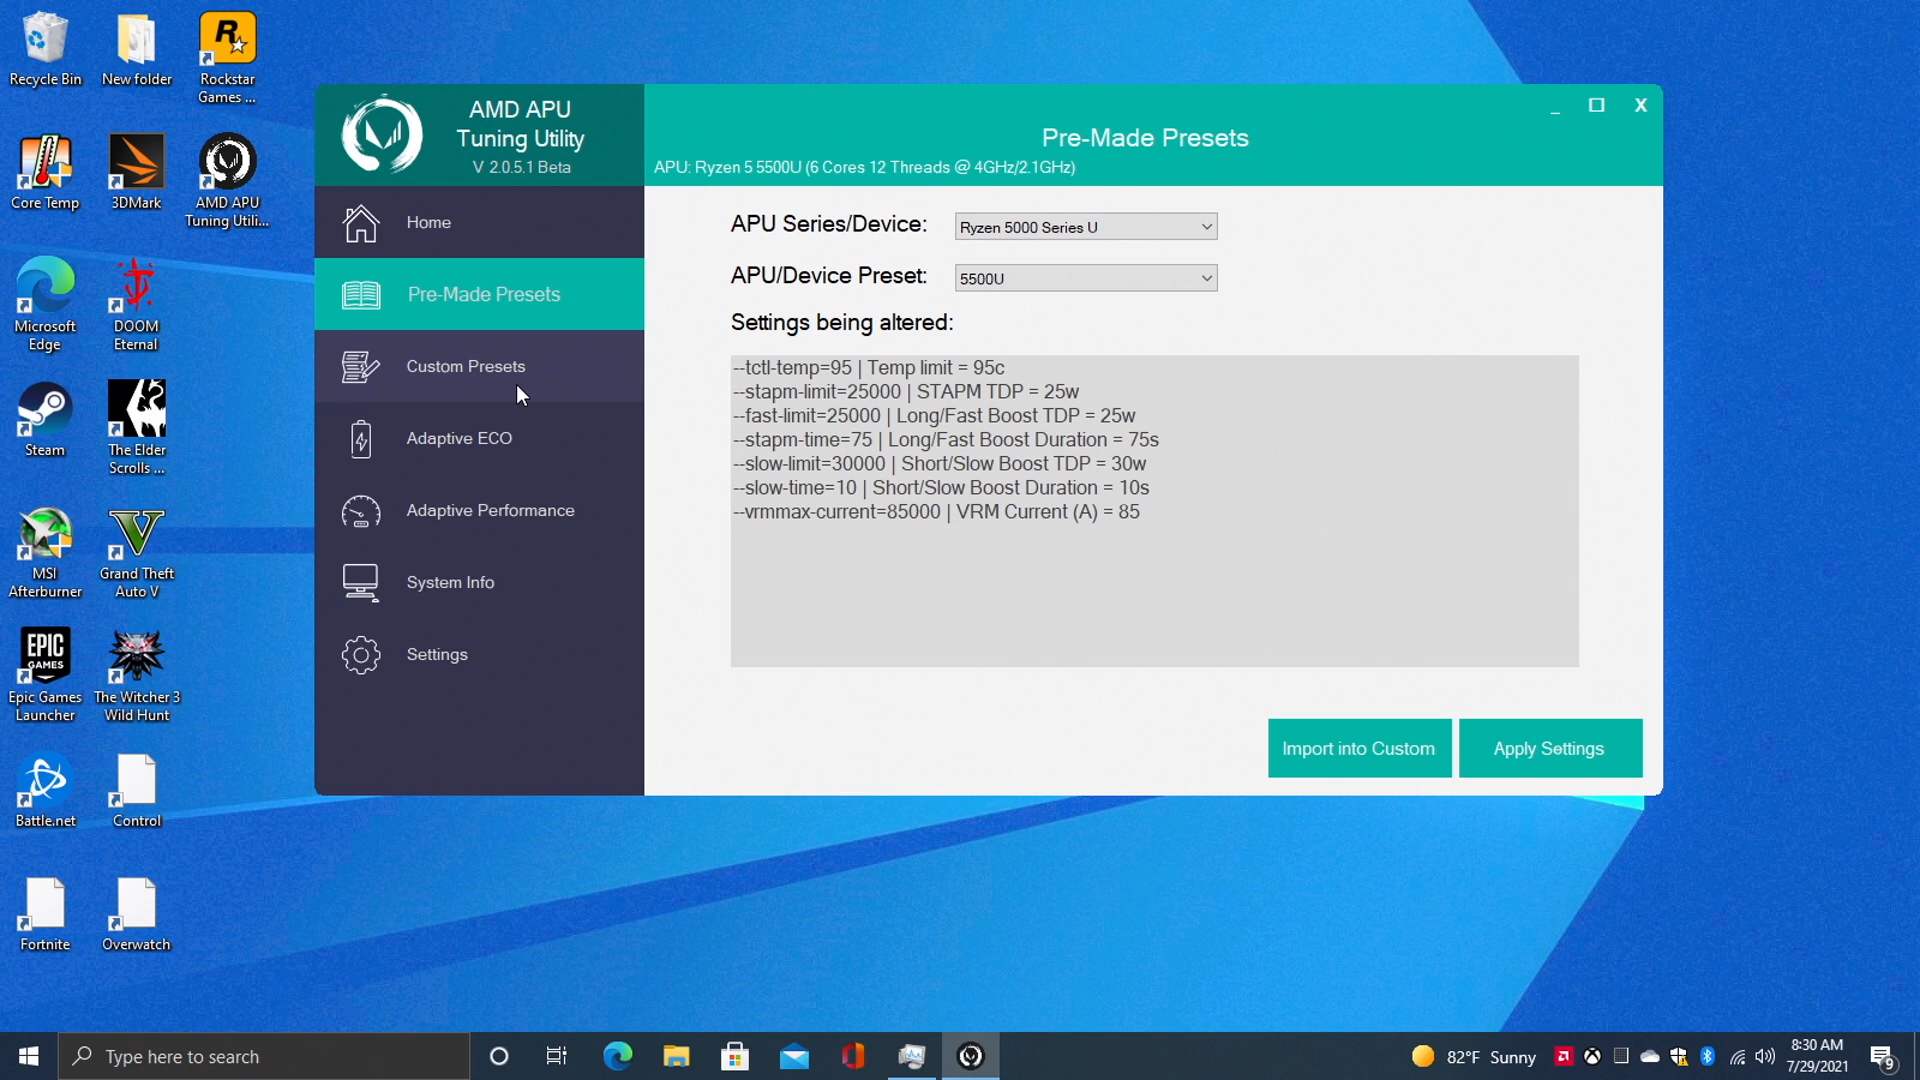 Recycle Bin
New folder
Rockstar
Games ...
Core Temp
3DMark
AMD APU
Tuning Utili...
Microsoft
Edge
DOOM
Eternal
Steam
The Elder
Scrolls ...
MSI
Afterburner
Grand Theft
Auto V
EPIC
GAMES
Epic Games
Launcher
The Witcher 3
Wild Hunt
Battle.net
Control
Fortnite
Overwatch
AMD APU
Tuning Utility
V 2.0.5.1 Beta
Home
Pre-Made Presets
Custom Presets
Adaptive ECO
Adaptive Performance
System Info
Settings
_ X
Pre-Made Presets
APU: Ryzen 5 5500U (6 Cores 12 Threads @ 4GHz/2.1GHz)
APU Series/Device: Ryzen 5000 Series U
APU/Device Preset: 5500U
Settings being altered:
--tctl-temp=95 | Temp limit = 95c
--stapm-limit=25000 | STAPM TDP = 25w
--fast-limit=25000 | Long/Fast Boost TDP = 25w
--stapm-time=75 | Long/Fast Boost Duration = 75s
--slow-limit=30000 | Short/Slow Boost TDP = 30w
--slow-time=10 | Short/Slow Boost Duration = 10s
--vrmmax-current=85000 | VRM Current (A) = 85
Import into Custom
Apply Settings
Type here to search
82°F Sunny
8:30 AM
7/29/2021
9